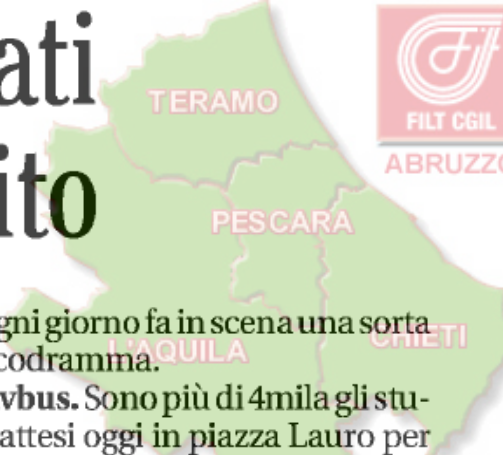 ati
ito
TERAMO
FILT CGIL
ABRUZZO
PESCARA
CHIETI
L'AQUILA
gni giorno fa in scena una sorta
codramma.
vbus. Sono più di 4mila gli stu-
attesi oggi in piazza Lauro per